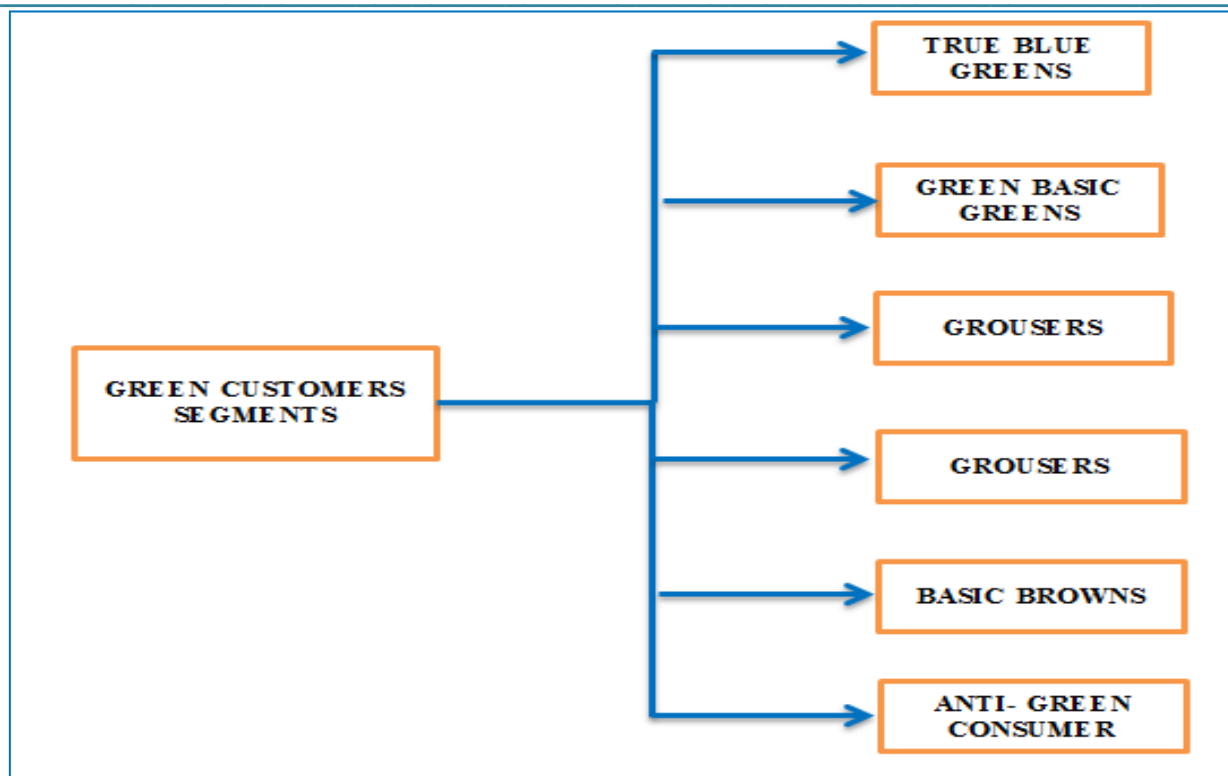 TRUE BLUE
GREENS
GREEN BASIC
GREENS
GROUSERS
GREEN CUSTOMERS
SEGMENTS
GROUSERS
BASIC BROWNS
ANTI- GREEN
CONSUMER